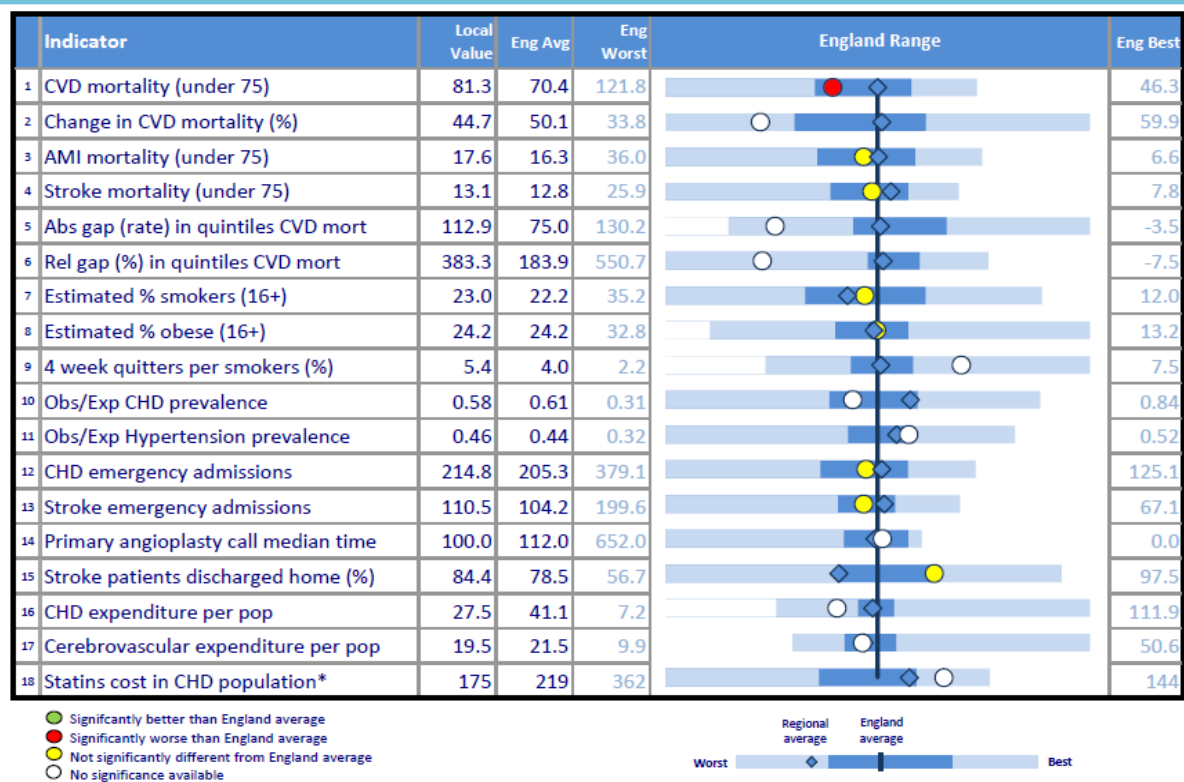 Indicator Local Value Eng Avg Eng Worst England Range Eng Best
1 CVD mortality (under 75) 81.3 70.4 121.8 46.3
2 Change in CVD mortality (%) 44.7 50.1 33.8 59.9
3 AMI mortality (under 75) 17.6 16.3 36.0 6.6
4 Stroke mortality (under 75) 13.1 12.8 25.9 7.8
5 Abs gap (rate) in quintiles CVD mort 112.9 75.0 130.2 -3.5
6 Rel gap (%) in quintiles CVD mort 383.3 183.9 550.7 -7.5
7 Estimated % smokers (16+) 23.0 22.2 35.2 12.0
8 Estimated % obese (16+) 24.2 24.2 32.8 13.2
9 4 week quitters per smokers (%) 5.4 4.0 2.2 7.5
10 Obs/Exp CHD prevalence 0.58 0.61 0.31 0.84
11 Obs/Exp Hypertension prevalence 0.46 0.44 0.32 0.52
12 CHD emergency admissions 214.8 205.3 379.1 125.1
13 Stroke emergency admissions 110.5 104.2 199.6 67.1
14 Primary angioplasty call median time 100.0 112.0 652.0 0.0
15 Stroke patients discharged home (%) 84.4 78.5 56.7 97.5
16 CHD expenditure per pop 27.5 41.1 7.2 111.9
17 Cerebrovascular expenditure per pop 19.5 21.5 9.9 50.6
18 Statins cost in CHD population* 175 219 362 144
Signifcantly better than England average
Significantly worse than England average
Not significantly different from England average
No significance available
Regional average
England average
Worst
Best